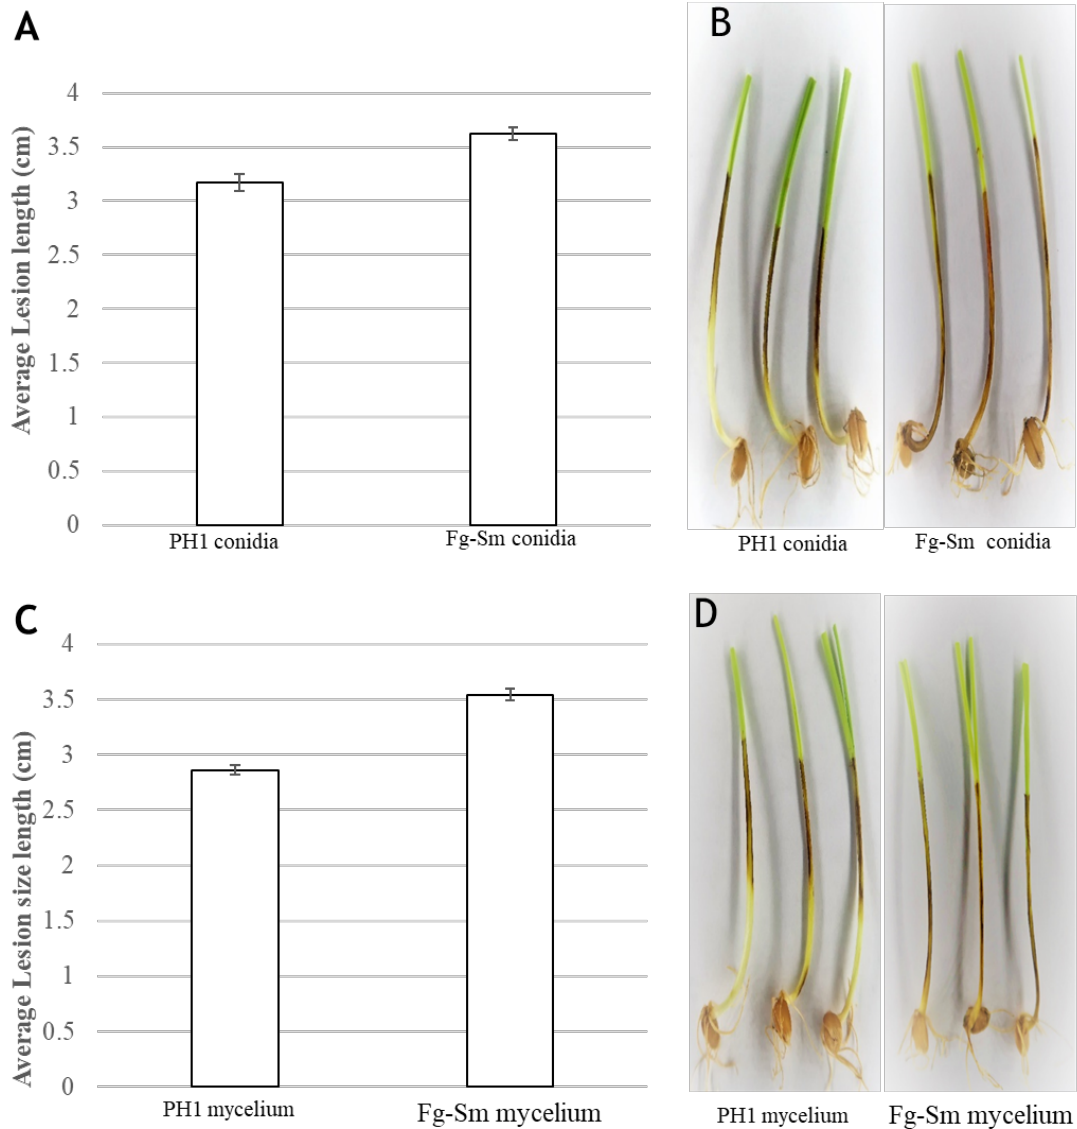 A
Average Lesion length (cm)
4
3.5
3
2.5
2
1.5
1
0.5
0
PH1 conidia
Fg-Sm conidia
B
PH1 conidia
Fg-Sm conidia
C
Average Lesion size length (cm)
4
3.5
3
2.5
2
1.5
1
0.5
0
PH1 mycelium
Fg-Sm mycelium
D
PH1 mycelium
Fg-Sm mycelium